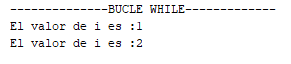 --------------BUCLE WHILE-------------
El valor de i es :1
El valor de i es :2